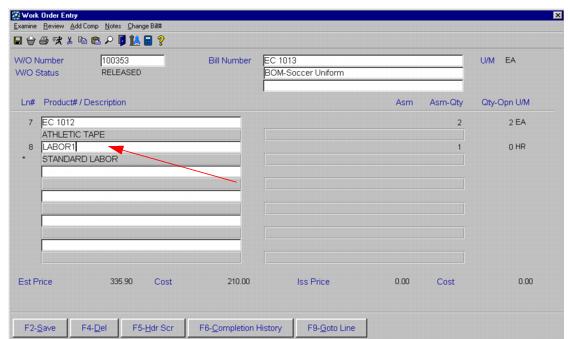 Work Order Entry
Examine Review Add Comp Notes Change Bill#
W/O Number 100353 Bill Number EC 1013 U/M EA
W/O Status RELEASED BOM-Soccer Uniform
Ln# Product# / Description Asm Asm-Qty Qty-Opn U/M
7 EC 1012 2 2 EA
ATHLETIC TAPE
8 LABOR1 1 0 HR
* STANDARD LABOR
Est Price 335.90 Cost 210.00 Iss Price 0.00 Cost 0.00
F2-Save F4-Del F5-Hdr Scr F6-Completion History F9-Goto Line